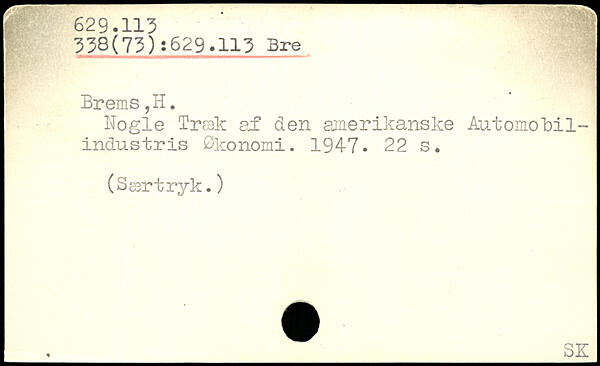 629.113
338(73):629.113 Bre
Brems,H.
Nogle Træk af den amerikanske Automobil-
industris Økonomi. 1947. 22 s.
(Særtryk.)
SK